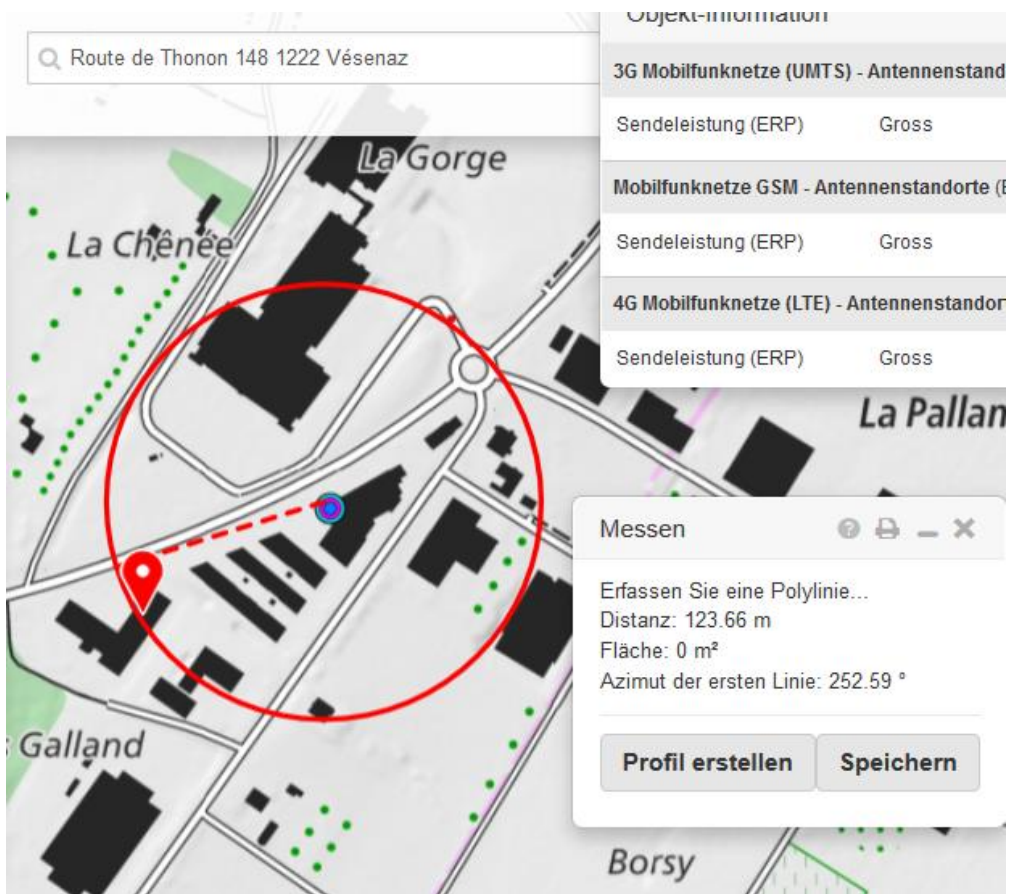 Objekt-Information
Route de Thonon 148 1222 Vésenaz
3G Mobilfunknetze (UMTS) - Antennenstand
Sendeleistung (ERP) Gross
Mobilfunknetze GSM - Antennenstandorte (E
Sendeleistung (ERP) Gross
4G Mobilfunknetze (LTE) - Antennenstandor
Sendeleistung (ERP) Gross
La Gorge
La Chênée
La Pallan
Messen
Erfassen Sie eine Polylinie...
Distanz: 123.66 m
Fläche: 0 m²
Azimut der ersten Linie: 252.59 °
Profil erstellen Speichern
s Galland
Borsy